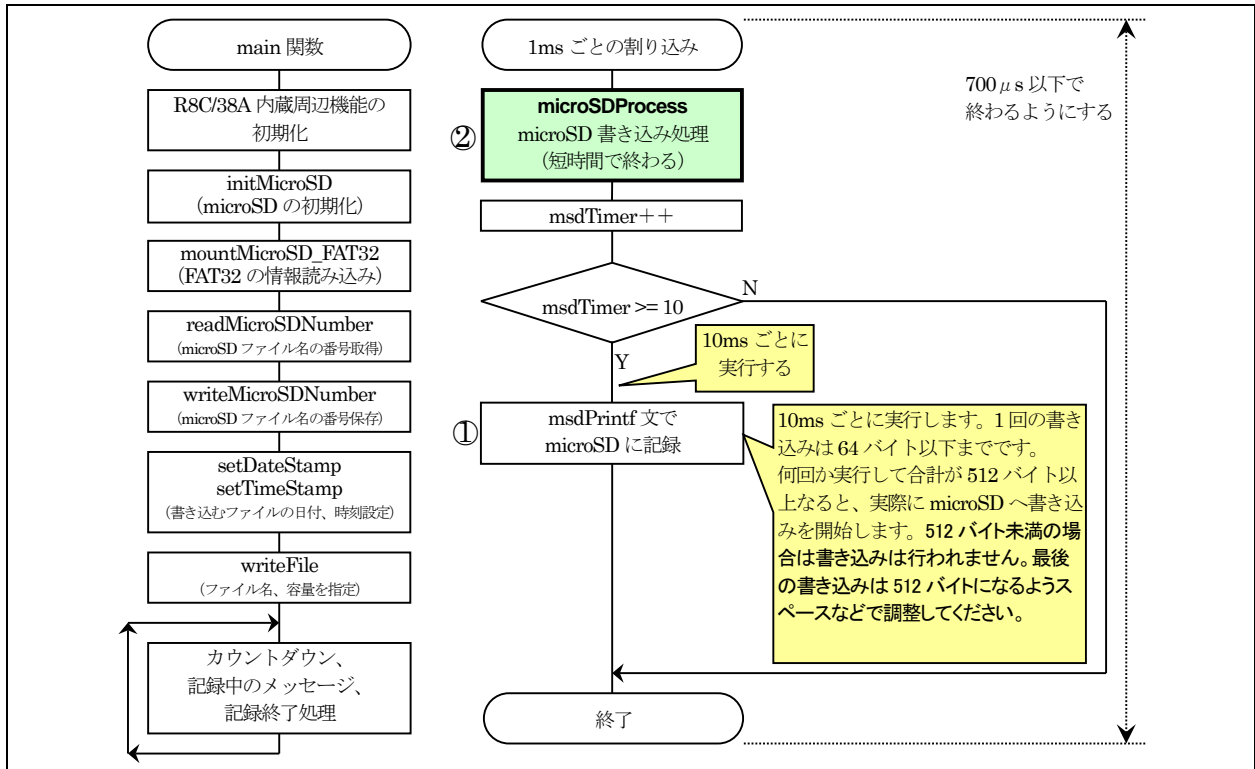 main 関数
R8C/38A 内蔵周辺機能の
初期化
initMicroSD
(microSD の初期化)
mountMicroSD_FAT32
(FAT32 の情報読み込み)
readMicroSDNumber
(microSD ファイル名の番号取得)
writeMicroSDNumber
(microSD ファイル名の番号保存)
setDateStamp
setTimeStamp
(書き込むファイルの日付、時刻設定)
writeFile
(ファイル名、容量を指定)
カウントダウン、
記録中のメッセージ、
記録終了処理
1ms ごとの割り込み
②
microSDProcess
microSD 書き込み処理
(短時間で終わる)
msdTimer++
msdTimer >= 10
N
Y
10ms ごとに
実行する
①
msdPrintf 文で
microSD に記録
10ms ごとに実行します。1 回の書き
込みは 64 バイト以下までです。
何回か実行して合計が 512 バイト以
上なると、実際に microSD へ書き込
みを開始します。512 バイト未満の場
合は書き込みは行われません。最後
の書き込みは 512 バイトになるようス
ペースなどで調整してください。
終了
700μs 以下で
終わるようにする